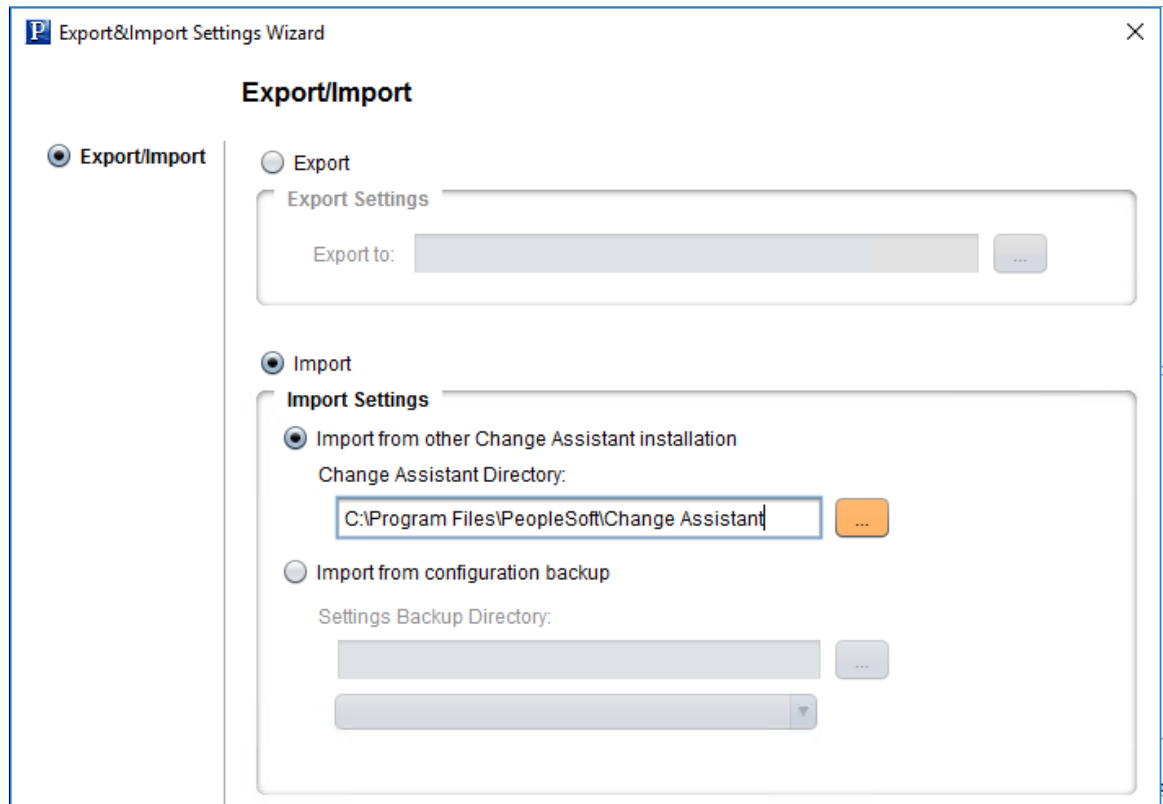 Export&Import Settings Wizard
Export/Import
Export/Import
Export
Export Settings
Export to:
...
Import
Import Settings
Import from other Change Assistant installation
Change Assistant Directory:
C:\Program Files\PeopleSoft\Change Assistant
...
Import from configuration backup
Settings Backup Directory:
...